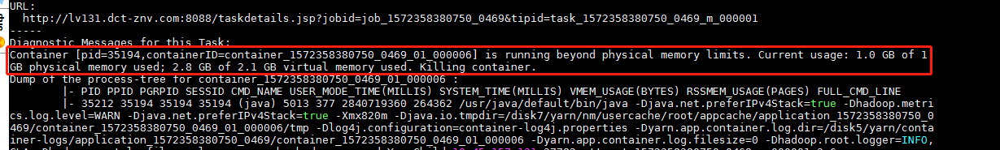 URL:
http://lv131.dct-znv.com:8088/taskdetails.jsp?jobid=job_1572358380750_0469&tipid=task_1572358380750_0469_m_000001
-----
Diagnostic Messages for this Task:
Container [pid=35194,containerID=container_1572358380750_0469_01_000006] is running beyond physical memory limits. Current usage: 1.0 GB of 1
GB physical memory used; 2.8 GB of 2.1 GB virtual memory used. Killing container.
Dump of the process-tree for container_1572358380750_0469_01_000006 :
|- PID PPID PGRPID SESSID CMD_NAME USER_MODE_TIME(MILLIS) SYSTEM_TIME(MILLIS) VMEM_USAGE(BYTES) RSSMEM_USAGE(PAGES) FULL_CMD_LINE
|- 35212 35194 35194 35194 (java) 5013 377 2840719360 264362 /usr/java/default/bin/java -Djava.net.preferIPv4Stack=true -Dhadoop.metri
cs.log.level=WARN -Djava.net.preferIPv4Stack=true -Xmx820m -Djava.io.tmpdir=/disk7/yarn/nm/usercache/root/appcache/application_1572358380750_0
469/container_1572358380750_0469_01_000006/tmp -Dlog4j.configuration=container-log4j.properties -Dyarn.app.container.log.dir=/disk5/yarn/conta
iner-logs/application_1572358380750_0469/container_1572358380750_0469_01_000006 -Dyarn.app.container.log.filesize=0 -Dhadoop.root.logger=INFO,